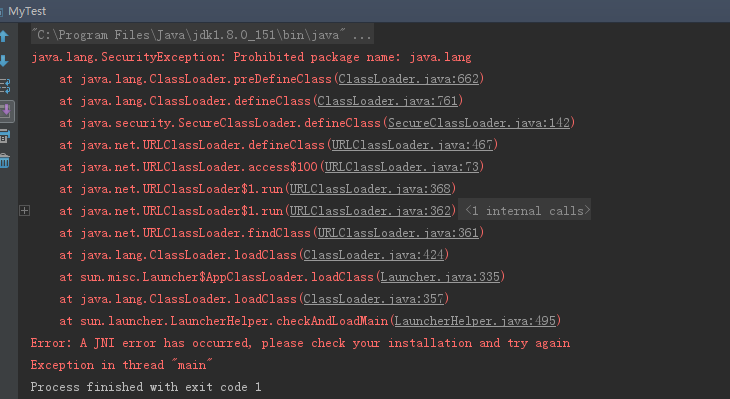 MyTest
"C:\Program Files\Java\jdk1.8.0_151\bin\java" ...
java.lang.SecurityException: Prohibited package name: java.lang
at java.lang.ClassLoader.preDefineClass(ClassLoader.java:662)
at java.lang.ClassLoader.defineClass(ClassLoader.java:761)
at java.security.SecureClassLoader.defineClass(SecureClassLoader.java:142)
at java.net.URLClassLoader.defineClass(URLClassLoader.java:467)
at java.net.URLClassLoader.access$100(URLClassLoader.java:73)
at java.net.URLClassLoader$1.run(URLClassLoader.java:368)
at java.net.URLClassLoader$1.run(URLClassLoader.java:362) <1 internal calls>
at java.net.URLClassLoader.findClass(URLClassLoader.java:361)
at java.lang.ClassLoader.loadClass(ClassLoader.java:424)
at sun.misc.Launcher$AppClassLoader.loadClass(Launcher.java:335)
at java.lang.ClassLoader.loadClass(ClassLoader.java:357)
at sun.launcher.LauncherHelper.checkAndLoadMain(LauncherHelper.java:495)
Error: A JNI error has occurred, please check your installation and try again
Exception in thread "main"
Process finished with exit code 1